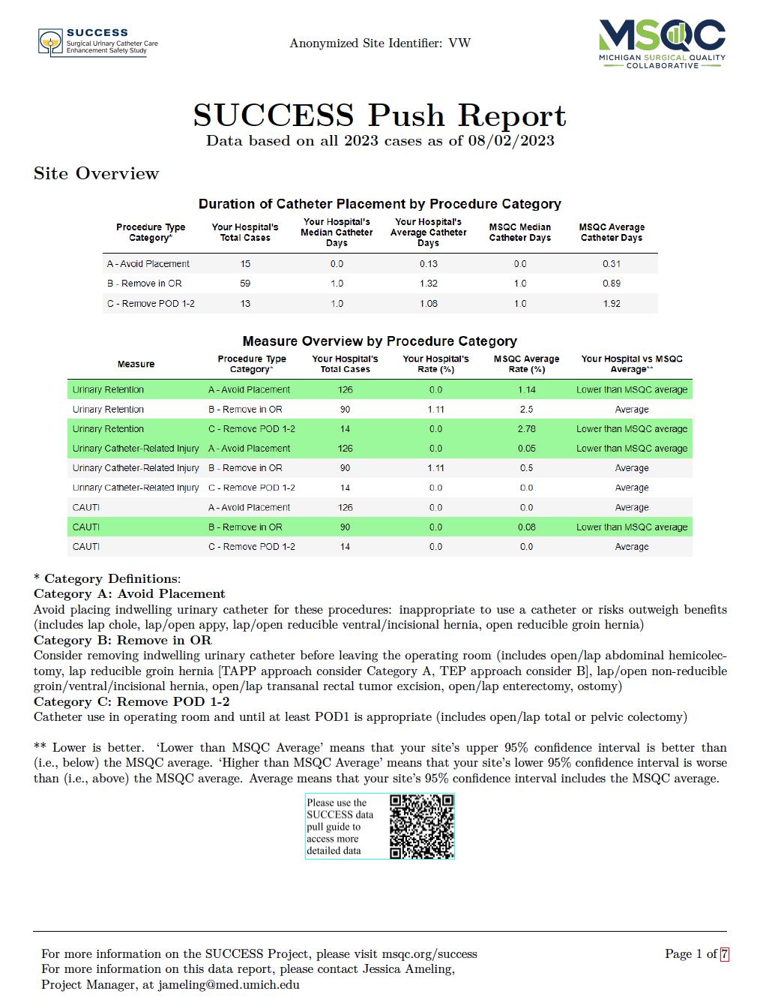 SUCCESS
Surgical Urinary Catheter Care
Enhancement Safety Study
Anonymized Site Identifier: VW
MSQC
MICHIGAN SURGICAL QUALITY
COLLABORATIVE
SUCCESS Push Report
Data based on all 2023 cases as of 08/02/2023
Site Overview
Duration of Catheter Placement by Procedure Category
Procedure Type Category* Your Hospital's Total Cases Your Hospital's Median Catheter Days Your Hospital's Average Catheter Days MSQC Median Catheter Days MSQC Average Catheter Days
A - Avoid Placement 15 0.0 0.13 0.0 0.31
B - Remove in OR 59 1.0 1.32 1.0 0.89
C - Remove POD 1-2 13 1.0 1.08 1.0 1.92
Measure Overview by Procedure Category
Measure Procedure Type Category* Your Hospital's Total Cases Your Hospital's Rate (%) MSQC Average Rate (%) Your Hospital vs MSQC Average**
Urinary Retention A - Avoid Placement 126 0.0 1.14 Lower than MSQC average
Urinary Retention B - Remove in OR 90 1.11 2.5 Average
Urinary Retention C - Remove POD 1-2 14 0.0 2.78 Lower than MSQC average
Urinary Catheter-Related Injury A - Avoid Placement 126 0.0 0.05 Lower than MSQC average
Urinary Catheter-Related Injury B - Remove in OR 90 1.11 0.5 Average
Urinary Catheter-Related Injury C - Remove POD 1-2 14 0.0 0.0 Average
CAUTI A - Avoid Placement 126 0.0 0.0 Average
CAUTI B - Remove in OR 90 0.0 0.08 Lower than MSQC average
CAUTI C - Remove POD 1-2 14 0.0 0.0 Average
* Category Definitions:
Category A: Avoid Placement
Avoid placing indwelling urinary catheter for these procedures: inappropriate to use a catheter or risks outweigh benefits
(includes lap chole, lap/open appy, lap/open reducible ventral/incisional hernia, open reducible groin hernia)
Category B: Remove in OR
Consider removing indwelling urinary catheter before leaving the operating room (includes open/lap abdominal hemicolec-
tomy, lap reducible groin hernia [TAPP approach consider Category A, TEP approach consider B], lap/open non-reducible
groin/ventral/incisional hernia, open/lap transanal rectal tumor excision, open/lap enterectomy, ostomy)
Category C: Remove POD 1-2
Catheter use in operating room and until at least POD1 is appropriate (includes open/lap total or pelvic colectomy)
** Lower is better. ‘Lower than MSQC Average’ means that your site’s upper 95% confidence interval is better than
(i.e., below) the MSQC average. ‘Higher than MSQC Average’ means that your site’s lower 95% confidence interval is worse
than (i.e., above) the MSQC average. Average means that your site’s 95% confidence interval includes the MSQC average.
Please use the
SUCCESS data
pull guide to
access more
detailed data
For more information on the SUCCESS Project, please visit msqc.org/success
For more information on this data report, please contact Jessica Ameling,
Project Manager, at jameling@med.umich.edu
Page 1 of 7